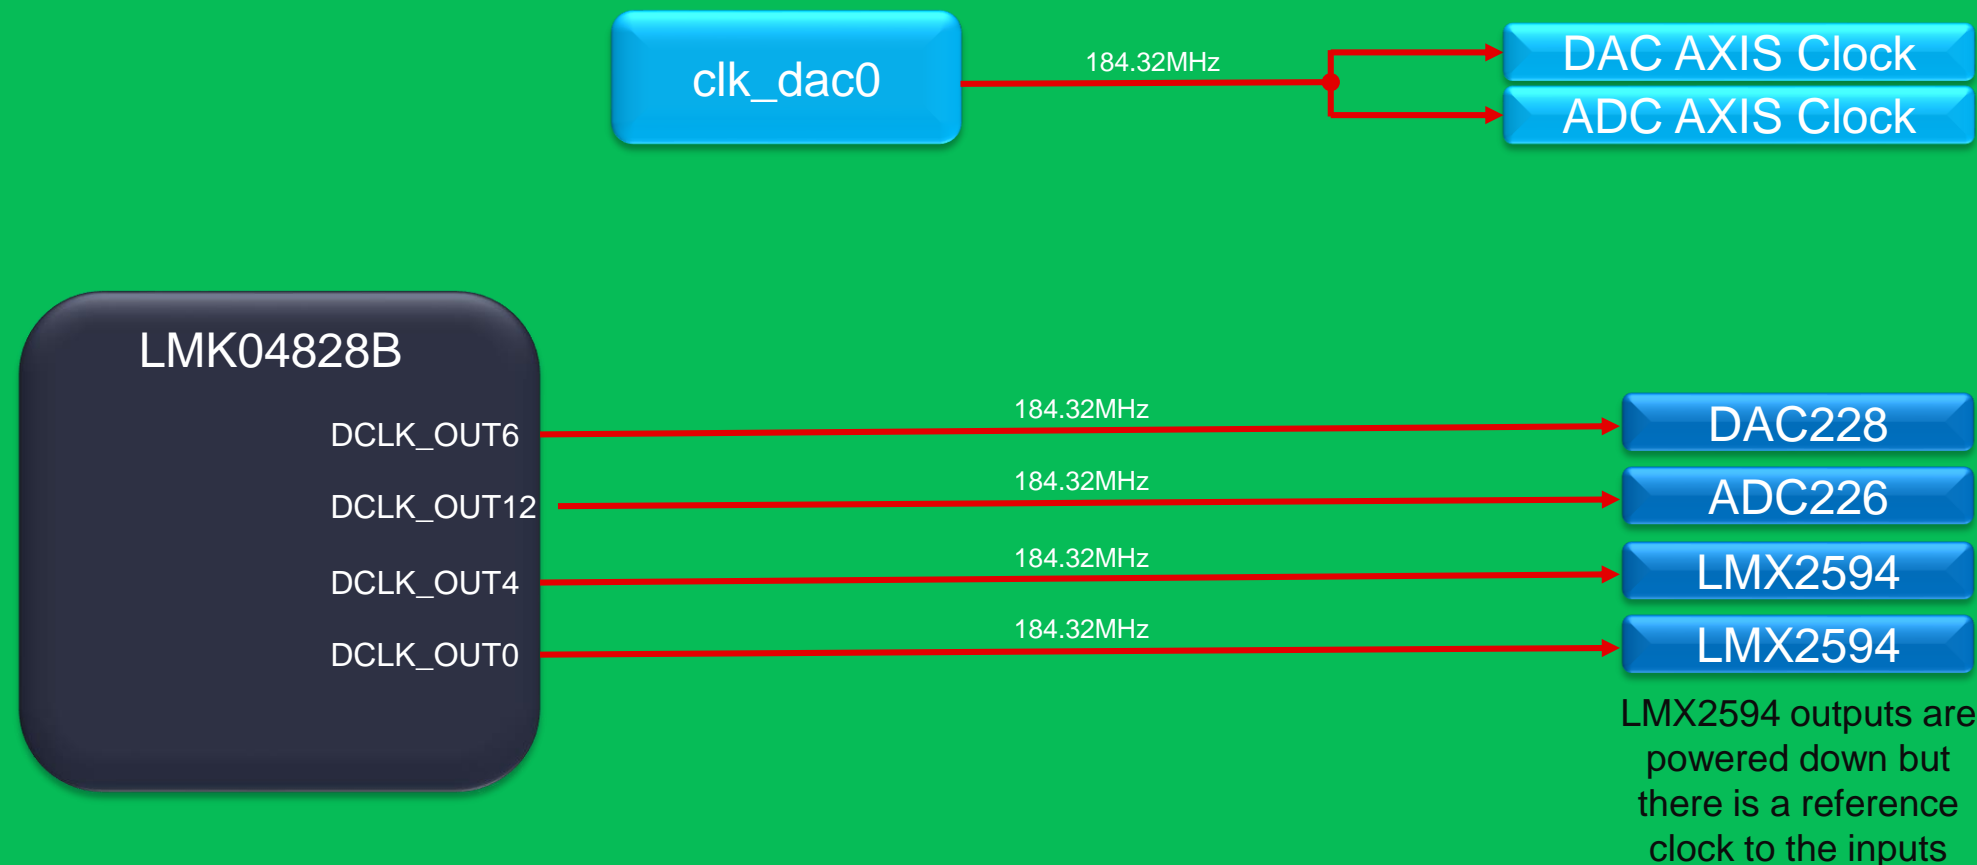 clk_dac0
184.32MHz
DAC AXIS Clock
ADC AXIS Clock
LMK04828B
DCLK_OUT6
184.32MHz
DAC228
DCLK_OUT12
184.32MHz
ADC226
DCLK_OUT4
184.32MHz
LMX2594
DCLK_OUT0
184.32MHz
LMX2594
LMX2594 outputs are
powered down but
there is a reference
clock to the inputs